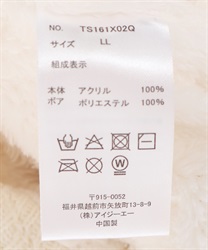 NO. TS161X02Q
サイズ LL
組成表示
本体 アクリル 100%
ボア ポリエステル 100%
〒915-0052
福井県越前市矢放町13-8-9
(株)アイジーエー
中国製